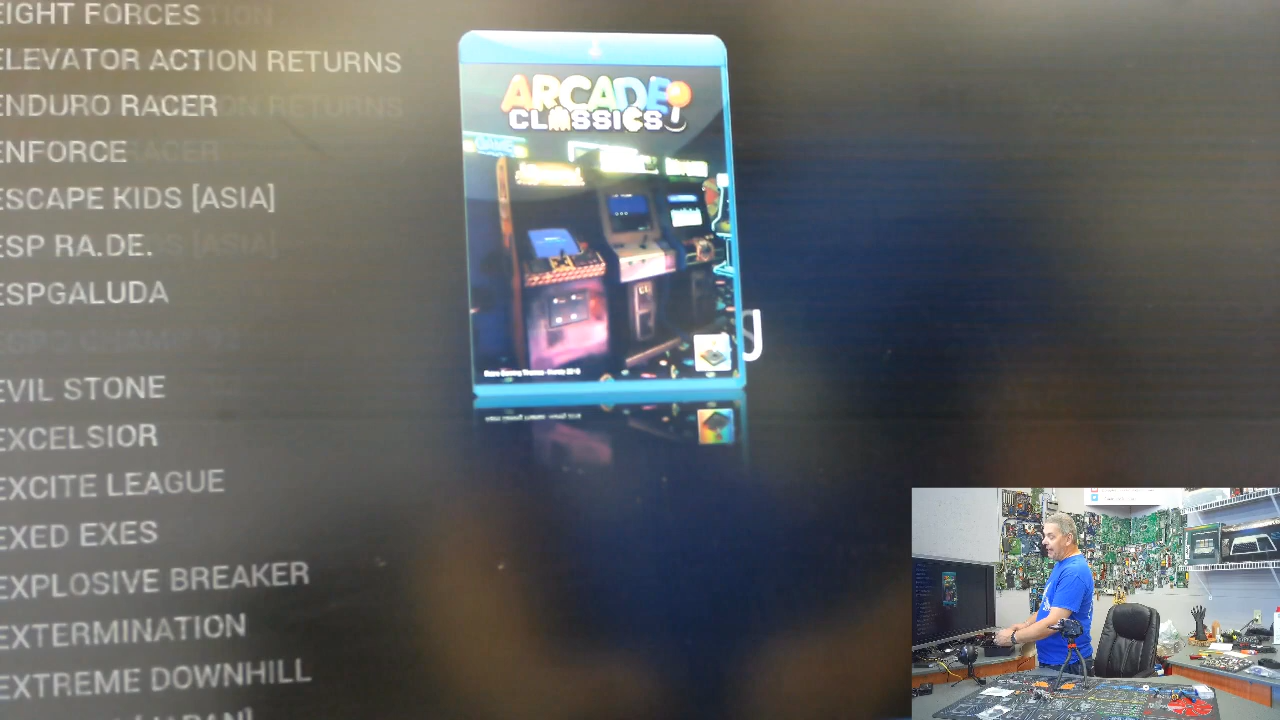 EIGHT FORCES
ELEVATOR ACTION RETURNS
ENDURO RACER
ENFORCE
ESCAPE KIDS [ASIA]
ESP RA.DE.
ESPGALUDA
EVIL STONE
EXCELSIOR
EXCITE LEAGUE
EXED EXES
EXPLOSIVE BREAKER
EXTERMINATION
EXTREME DOWNHILL
ARCADE
CLASSICS